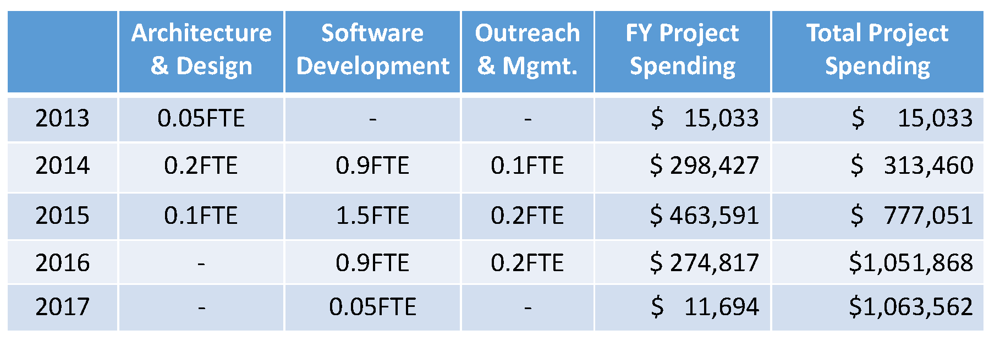 Architecture & Design Software Development Outreach & Mgmt. FY Project Spending Total Project Spending
2013 0.05FTE - - $ 15,033 $ 15,033
2014 0.2FTE 0.9FTE 0.1FTE $ 298,427 $ 313,460
2015 0.1FTE 1.5FTE 0.2FTE $ 463,591 $ 777,051
2016 - 0.9FTE 0.2FTE $ 274,817 $1,051,868
2017 - 0.05FTE - $ 11,694 $1,063,562